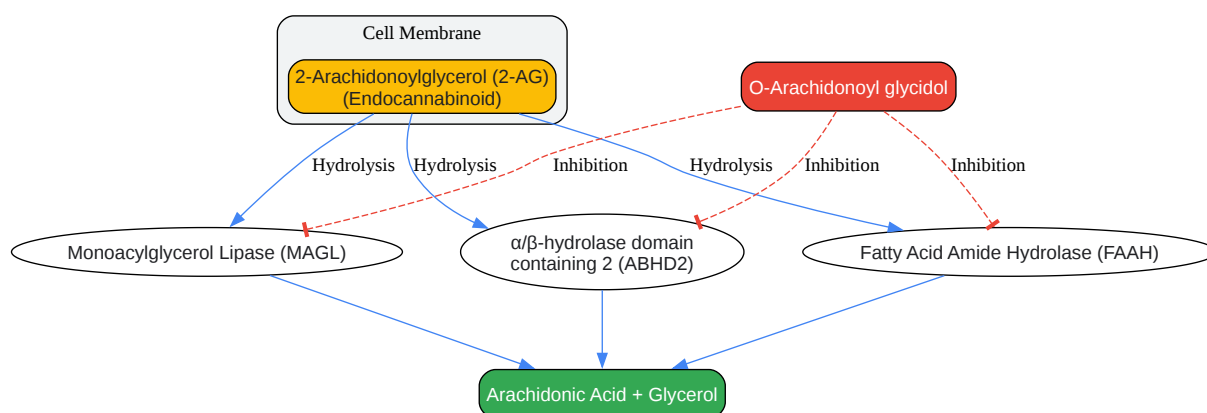 Cell Membrane
2-Arachidonoylglycerol (2-AG)
(Endocannabinoid)
O-Arachidonoyl glycidol
Hydrolysis
Hydrolysis
Inhibition
Hydrolysis
Inhibition
Inhibition
Monoacylglycerol Lipase (MAGL)
α/β-hydrolase domain
containing 2 (ABHD2)
Fatty Acid Amide Hydrolase (FAAH)
Arachidonic Acid + Glycerol